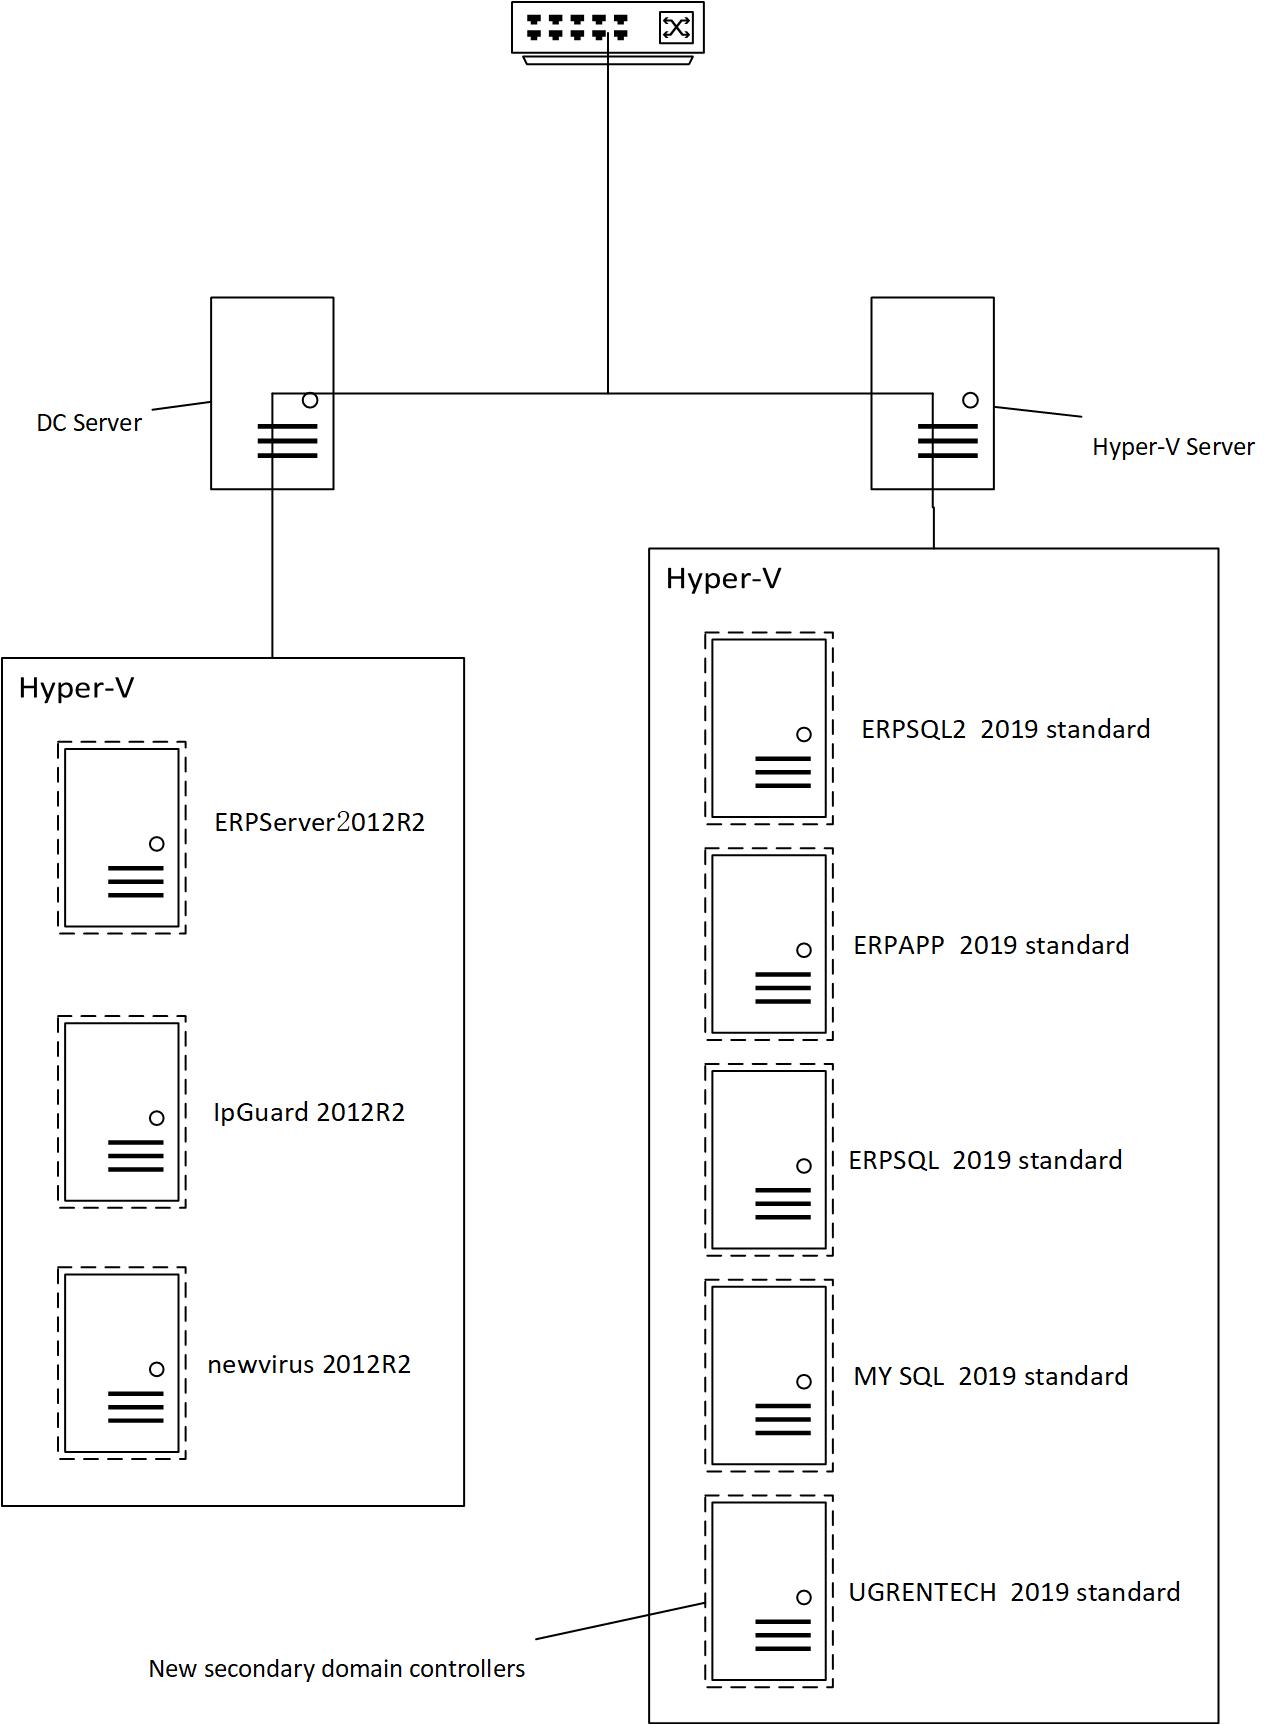 DC Server
Hyper-V Server
Hyper-V
ERPServer2012R2
IpGuard 2012R2
newvirus 2012R2
Hyper-V
ERPSQL2  2019 standard
ERPAPP  2019 standard
ERPSQL  2019 standard
MY SQL  2019 standard
UGRENTECH  2019 standard
New secondary domain controllers